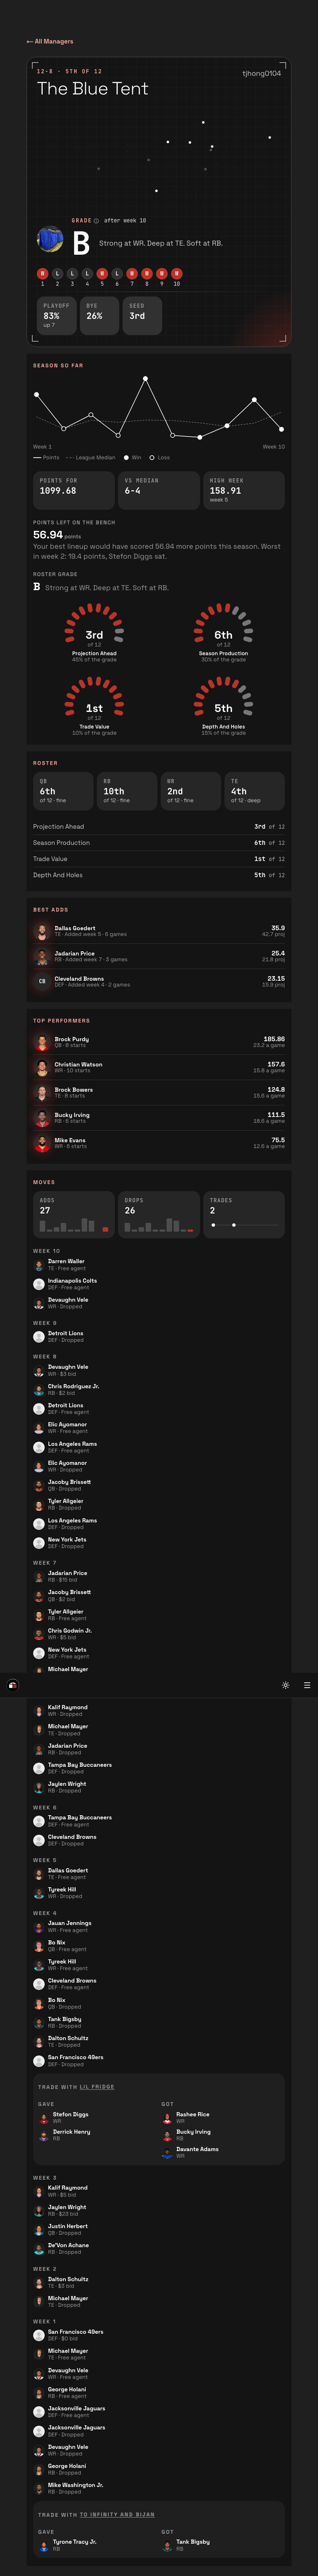 ← All Managers
12-8 · 5TH OF 12
tjhong0104
The Blue Tent
GRADE after week 10
B Strong at WR. Deep at TE. Soft at RB.
W L L L W L W W W W
1 2 3 4 5 6 7 8 9 10
PLAYOFF BYE SEED
83% 26% 3rd
up 7
SEASON SO FAR
Week 1 Week 10
Points League Median Win Loss
POINTS FOR VS MEDIAN HIGH WEEK
1099.68 6-4 158.91
week 5
POINTS LEFT ON THE BENCH
56.94 points
Your best lineup would have scored 56.94 more points this season. Worst
in week 2: 19.4 points, Stefon Diggs sat.
ROSTER GRADE
B Strong at WR. Deep at TE. Soft at RB.
3rd 6th
of 12 of 12
Projection Ahead Season Production
45% of the grade 30% of the grade
1st 5th
of 12 of 12
Trade Value Depth And Holes
10% of the grade 15% of the grade
ROSTER
QB RB WR TE
6th 10th 2nd 4th
of 12 · fine of 12 · fine of 12 · fine of 12 · deep
Projection Ahead 3rd of 12
Season Production 6th of 12
Trade Value 1st of 12
Depth And Holes 5th of 12
BEST ADDS
Dallas Goedert 35.9
TE · Added week 5 · 6 games 42.7 proj
Jadarian Price 25.4
RB · Added week 7 · 3 games 21.8 proj
CB Cleveland Browns 23.15
DEF · Added week 4 · 2 games 15.9 proj
TOP PERFORMERS
Brock Purdy 185.86
QB · 8 starts 23.2 a game
Christian Watson 157.6
WR · 10 starts 15.8 a game
Brock Bowers 124.8
TE · 8 starts 15.6 a game
Bucky Irving 111.5
RB · 6 starts 18.6 a game
Mike Evans 75.5
WR · 6 starts 12.6 a game
MOVES
ADDS DROPS TRADES
27 26 2
WEEK 10
Darren Waller
TE · Free agent
Indianapolis Colts
DEF · Free agent
Devaughn Vele
WR · Dropped
WEEK 9
Detroit Lions
DEF · Dropped
WEEK 8
Devaughn Vele
WR · $3 bid
Chris Rodriguez Jr.
RB · $2 bid
Detroit Lions
DEF · Free agent
Elic Ayomanor
WR · Free agent
Los Angeles Rams
DEF · Free agent
Elic Ayomanor
WR · Dropped
Jacoby Brissett
QB · Dropped
Tyler Allgeier
RB · Dropped
Los Angeles Rams
DEF · Dropped
New York Jets
DEF · Dropped
WEEK 7
Jadarian Price
RB · $15 bid
Jacoby Brissett
QB · $2 bid
Tyler Allgeier
RB · Free agent
Chris Godwin Jr.
WR · $5 bid
New York Jets
DEF · Free agent
Michael Mayer
Kalif Raymond
WR · Dropped
Michael Mayer
TE · Dropped
Jadarian Price
RB · Dropped
Tampa Bay Buccaneers
DEF · Dropped
Jaylen Wright
RB · Dropped
WEEK 6
Tampa Bay Buccaneers
DEF · Free agent
Cleveland Browns
DEF · Dropped
WEEK 5
Dallas Goedert
TE · Free agent
Tyreek Hill
WR · Dropped
WEEK 4
Jauan Jennings
WR · Free agent
Bo Nix
QB · Free agent
Tyreek Hill
WR · Free agent
Cleveland Browns
DEF · Free agent
Bo Nix
QB · Dropped
Tank Bigsby
RB · Dropped
Dalton Schultz
TE · Dropped
San Francisco 49ers
DEF · Dropped
TRADE WITH LIL FRIDGE
GAVE GOT
Stefon Diggs Rashee Rice
WR WR
Derrick Henry Bucky Irving
RB RB
Davante Adams
WR
WEEK 3
Kalif Raymond
WR · $5 bid
Jaylen Wright
RB · $23 bid
Justin Herbert
QB · Dropped
De'Von Achane
RB · Dropped
WEEK 2
Dalton Schultz
TE · $3 bid
Michael Mayer
TE · Dropped
WEEK 1
San Francisco 49ers
DEF · $0 bid
Michael Mayer
TE · Free agent
Devaughn Vele
WR · Free agent
George Holani
RB · Free agent
Jacksonville Jaguars
DEF · Free agent
Jacksonville Jaguars
DEF · Dropped
Devaughn Vele
WR · Dropped
George Holani
RB · Dropped
Mike Washington Jr.
RB · Dropped
TRADE WITH TO INFINITY AND BIJAN
GAVE GOT
Tyrone Tracy Jr. Tank Bigsby
RB RB